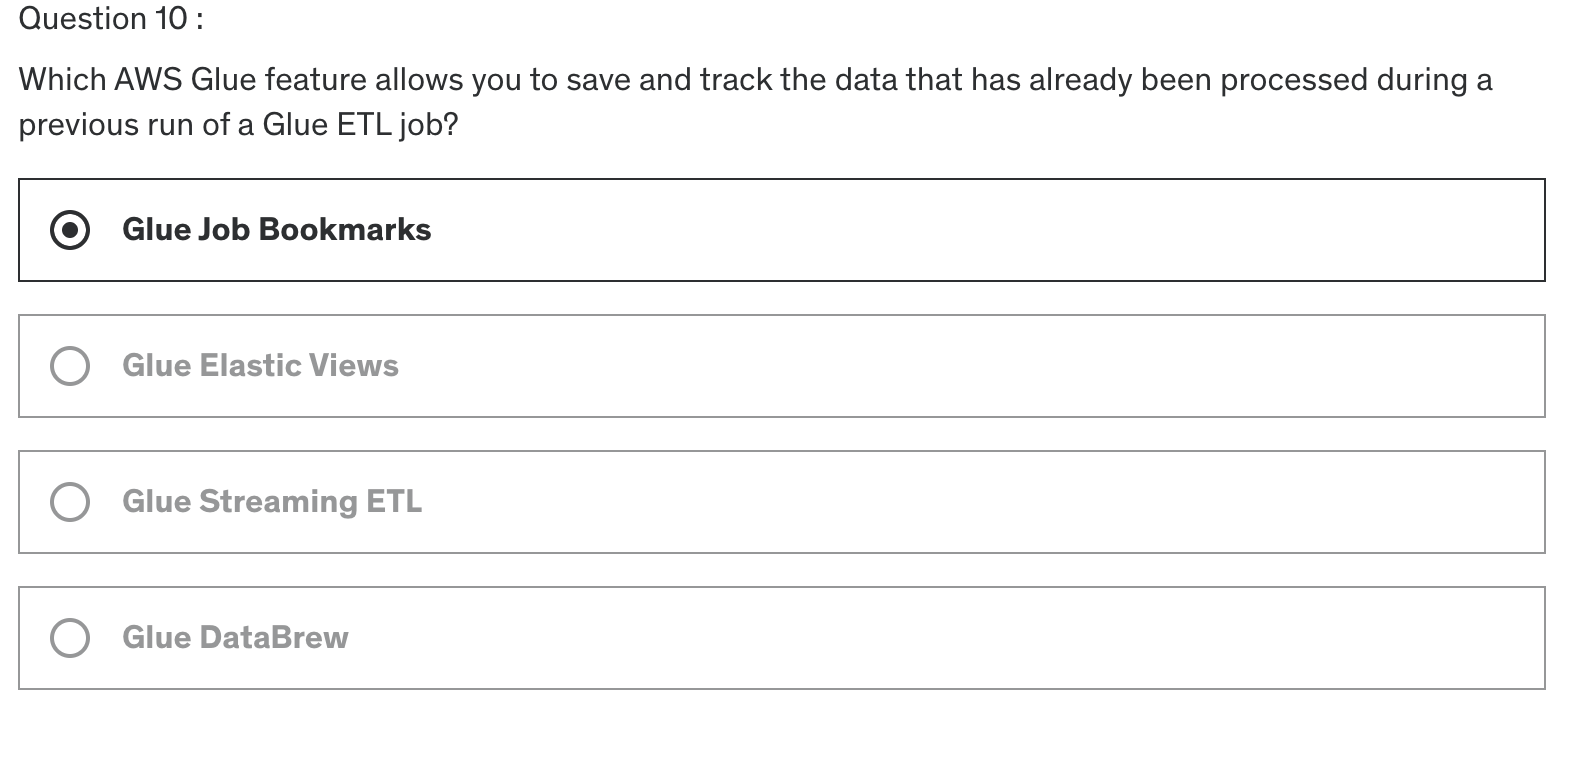 Question 10 :
Which AWS Glue feature allows you to save and track the data that has already been processed during a
previous run of a Glue ETL job?
Glue Job Bookmarks
Glue Elastic Views
Glue Streaming ETL
Glue DataBrew